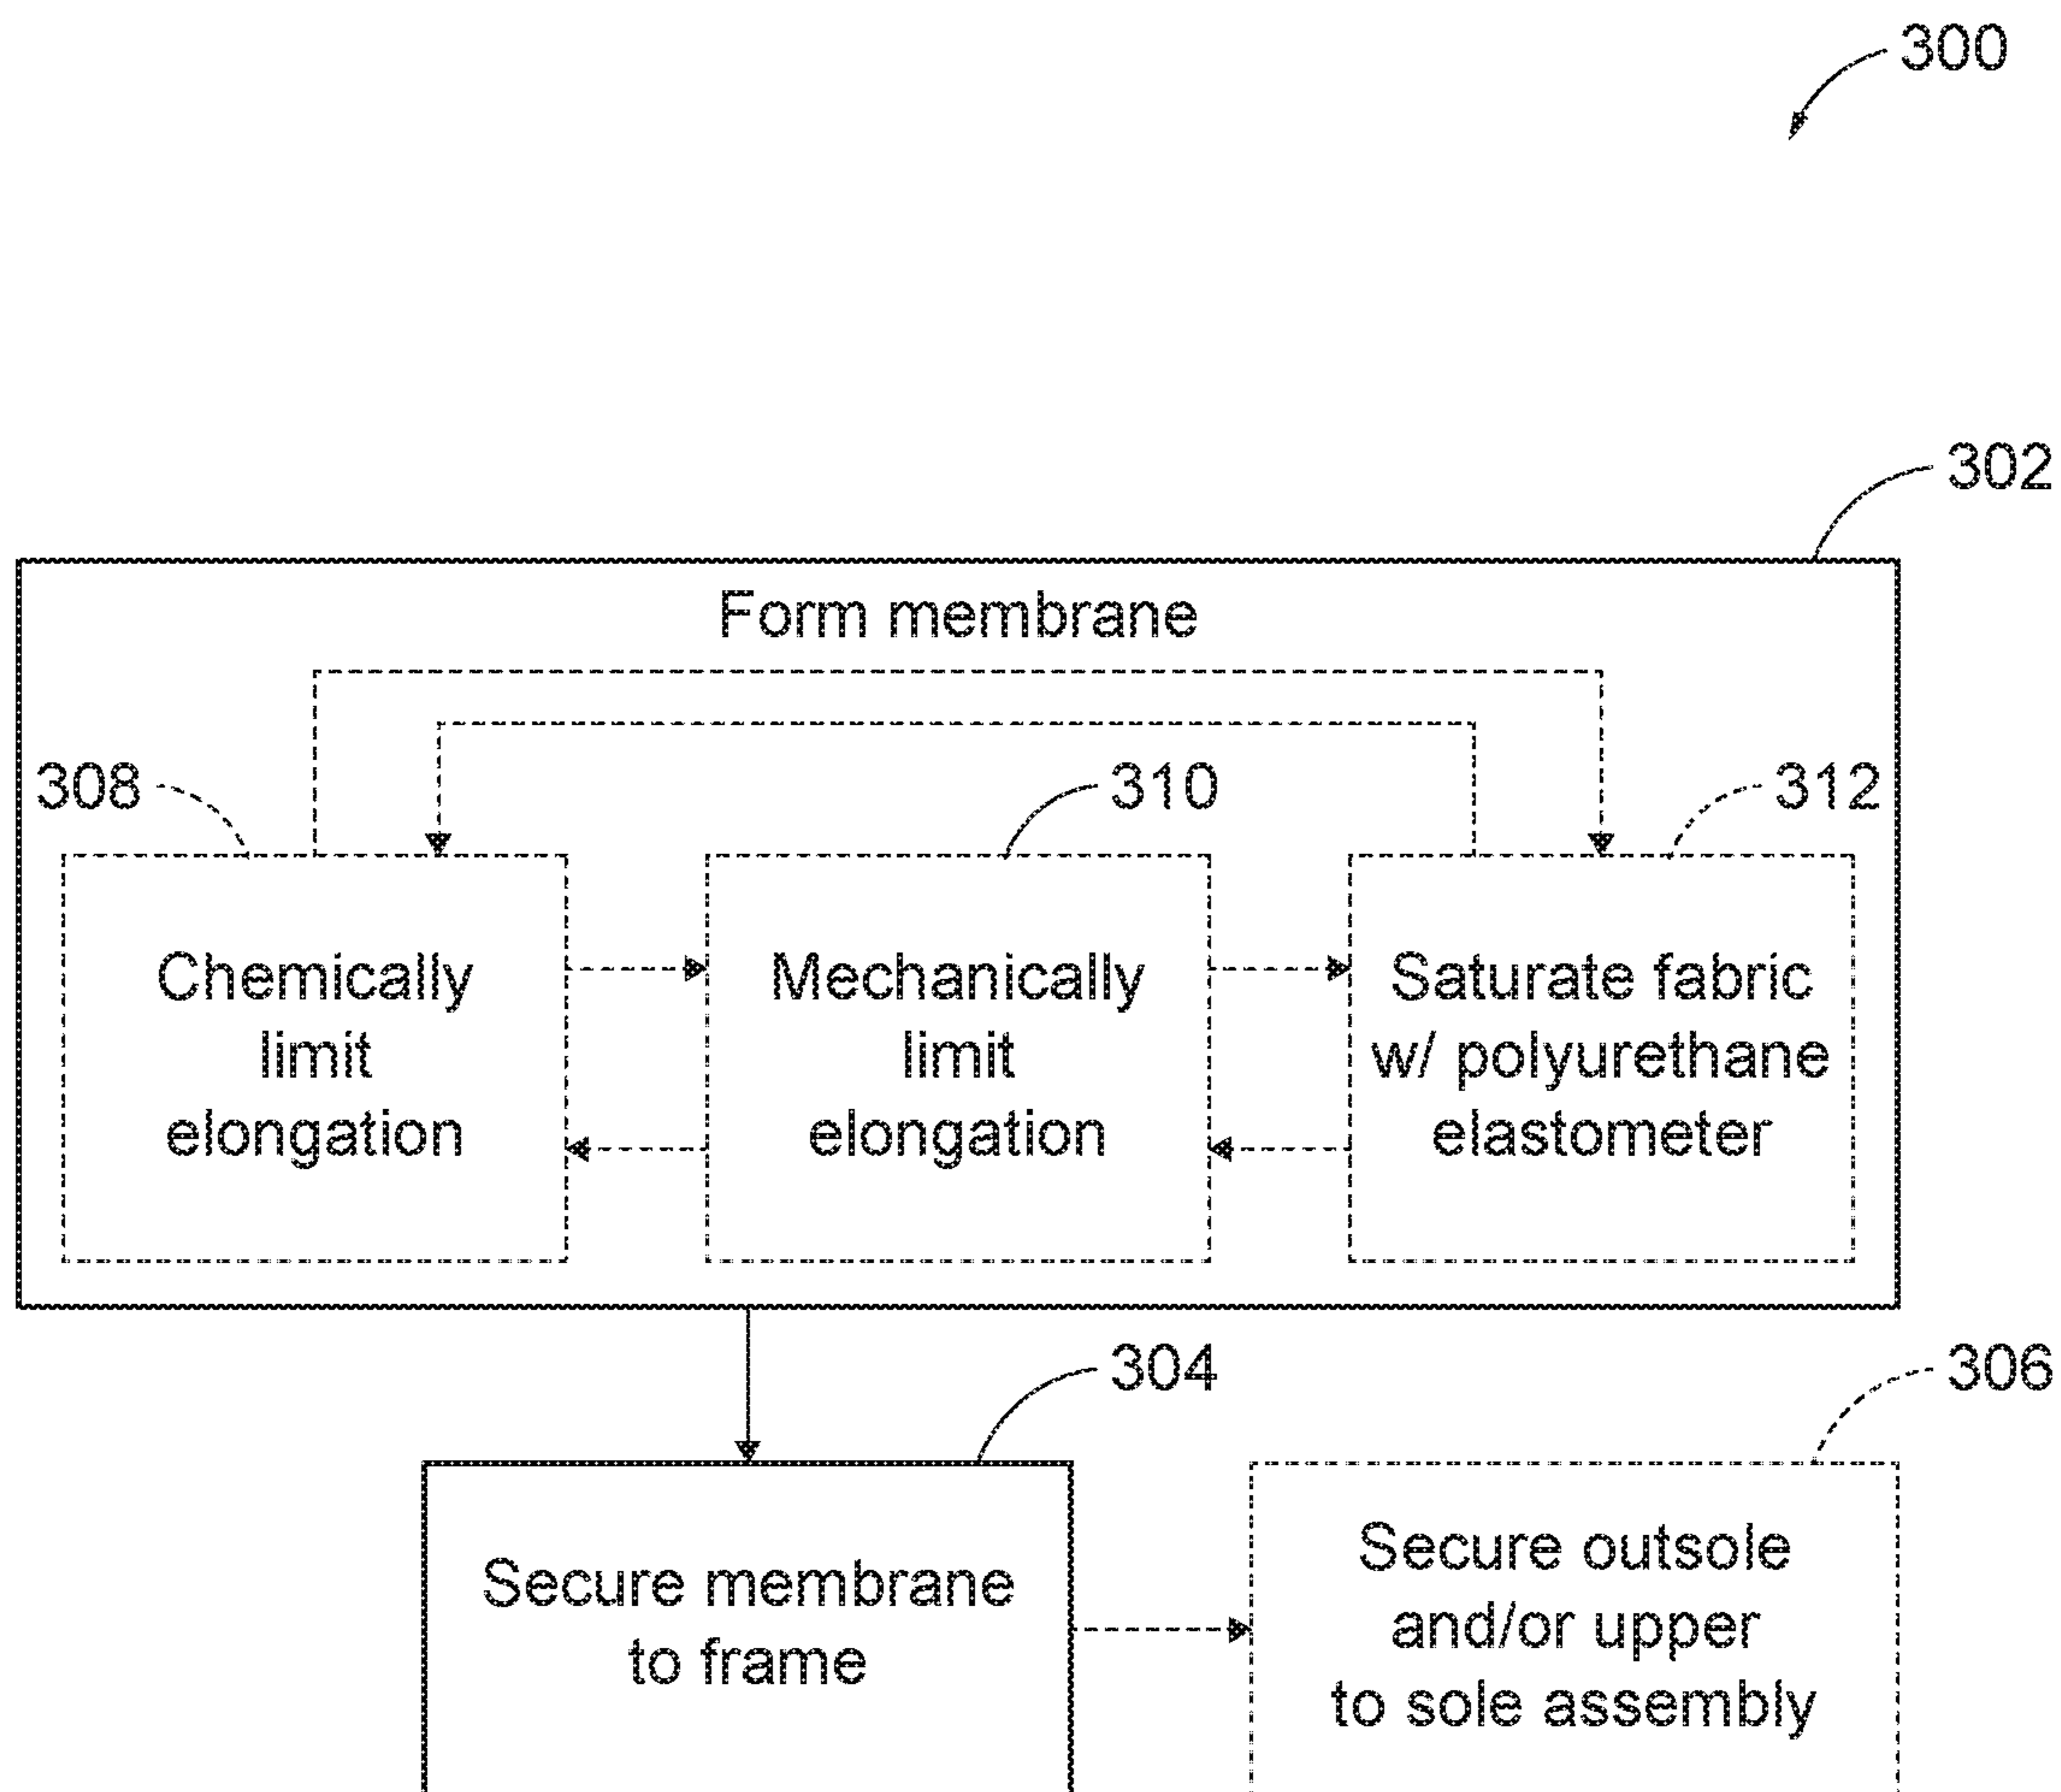 300
302
Form membrane
308
310
312
Chemically
limit
elongation
Mechanically
limit
elongation
Saturate fabric
w/ polyurethane
elastometer
304
306
Secure membrane
to frame
Secure outsole
and/or upper
to sole assembly